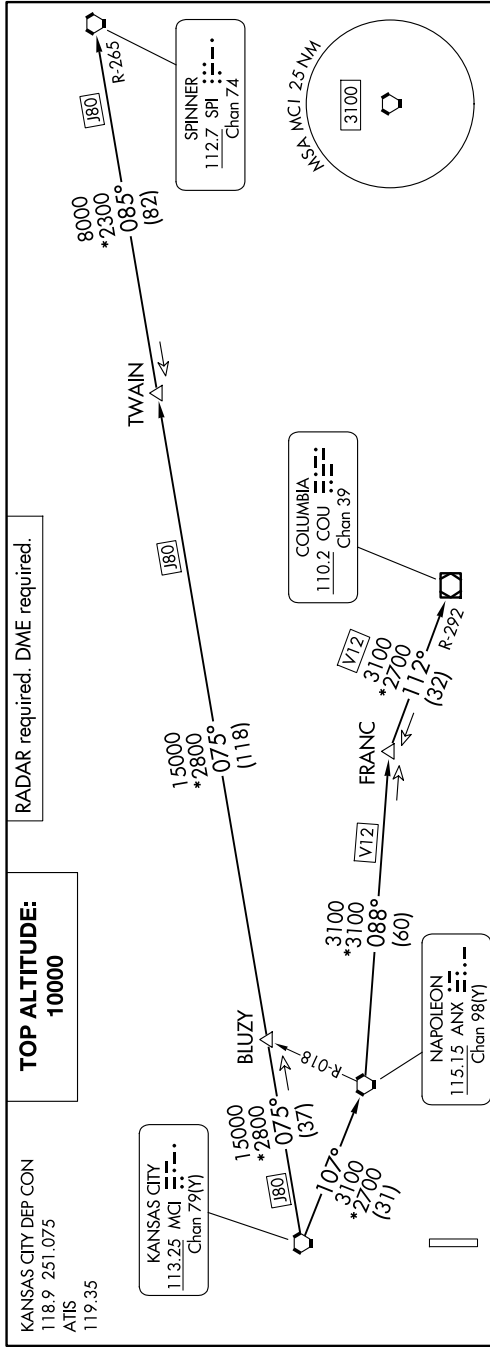 KANSAS CITY DEP CON
118.9 251.075
ATIS
119.35
TOP ALTITUDE:
10000
RADAR required. DME required.
KANSAS CITY
113.25 MCI
Chan 79(Y)
J80
15000
*2800
075°
(37)
BLUZY
107°
3100
*2700
(31)
R-018
NAPOLEON
115.15 ANX
Chan 98(Y)
3100
*3100
088°
(60)
V12
FRANC
V12
3100
*2700
112°
(32)
R-292
COLUMBIA
110.2 COU
Chan 39
15000
*2800
075°
(118)
J80
TWAIN
8000
*2300
085°
(82)
J80
R-265
SPINNER
112.7 SPI
Chan 74
MSA MCI 25 NM
3100